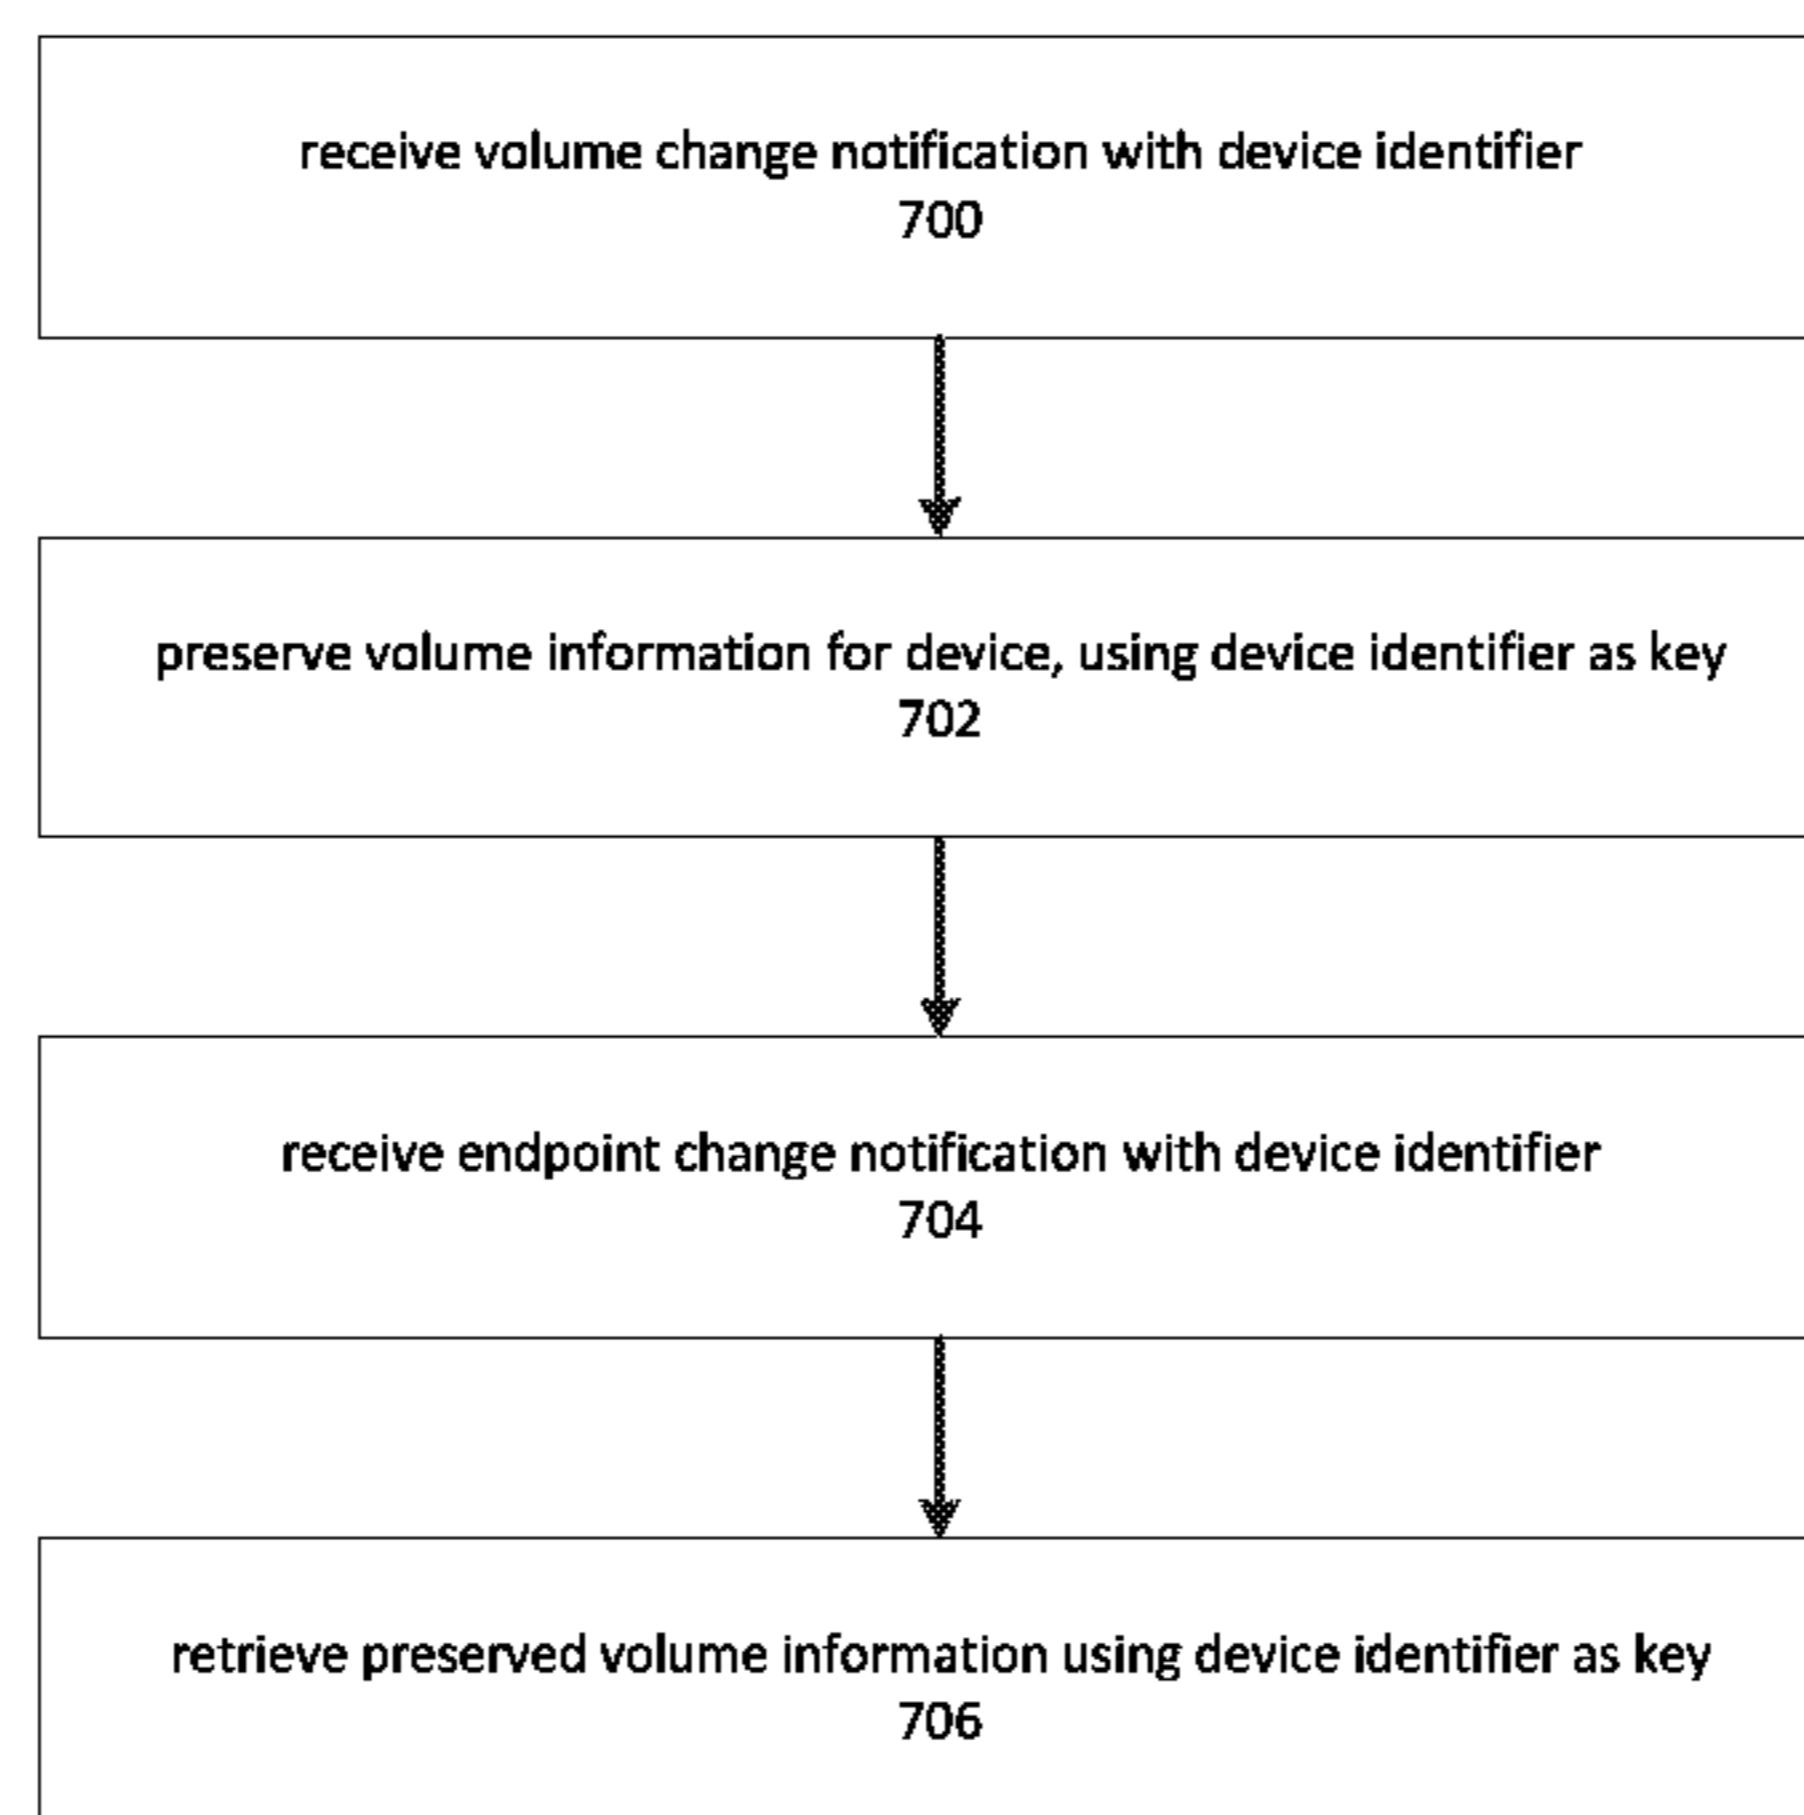 receive volume change notification with device identifier
700
preserve volume information for device, using device identifier as key
702
receive endpoint change notification with device identifier
704
retrieve preserved volume information using device identifier as key
706